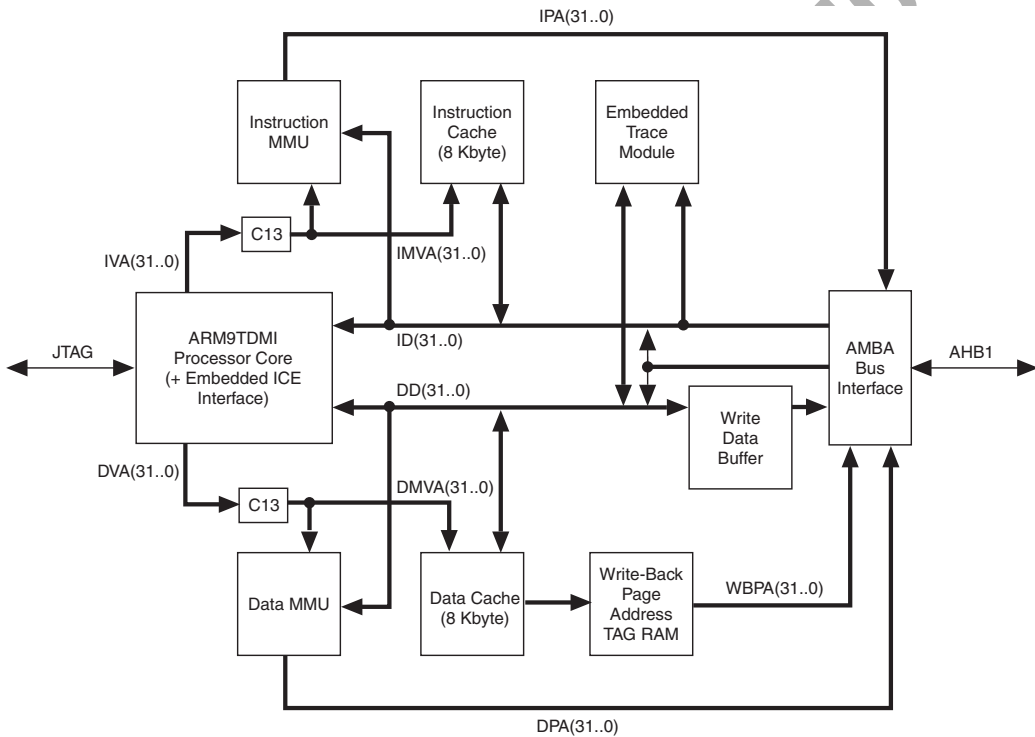 IPA(31..0)
Instruction
MMU
Instruction
Cache
(8 Kbyte)
Embedded
Trace
Module
C13
IVA(31..0)
IMVA(31..0)
JTAG
ARM9TDMI
Processor Core
(+ Embedded ICE
Interface)
ID(31..0)
DD(31..0)
AMBA
Bus
Interface
AHB1
Write
Data
Buffer
DVA(31..0)
C13
DMVA(31..0)
Data MMU
Data Cache
(8 Kbyte)
Write-Back
Page
Address
TAG RAM
WBPA(31..0)
DPA(31..0)